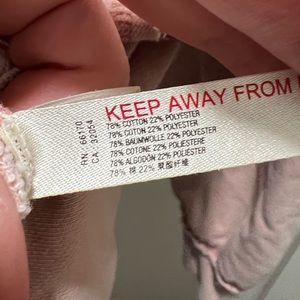 KEEP AWAY FROM
78% COTTON 22% POLYESTER
78% COTON 22% POLYESTER
78% BAUMWOLLE 22% POLYESTER
78% COTONE 22% POLIESTERE
78% ALGODÓN 22% POLIÉSTER
78% 棉 22% 聚酯纤维
RN: 66170
CA: 32054